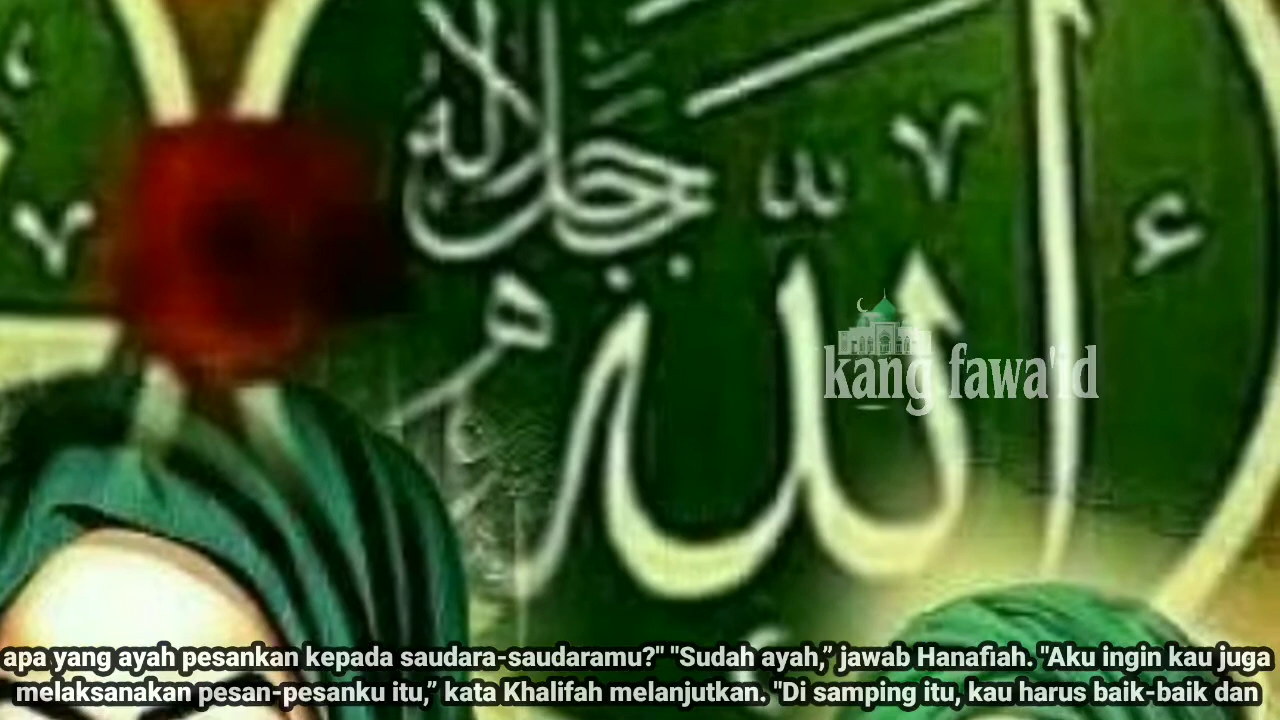 جل جلاله
الله
kang fawa'id
apa yang ayah pesankan kepada saudara-saudaramu?" "Sudah ayah,” jawab Hanafiah. "Aku ingin kau juga
melaksanakan pesan-pesanku itu,” kata Khalifah melanjutkan. "Di samping itu, kau harus baik-baik dan